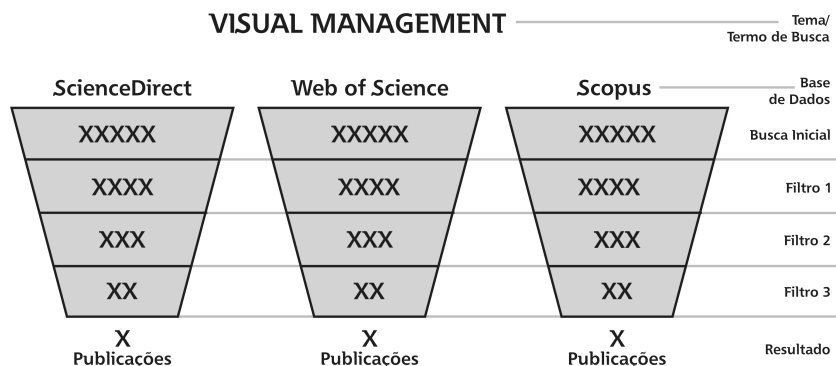 VISUAL MANAGEMENT
Tema/
Termo de Busca
ScienceDirect
Web of Science
Scopus
Base
de Dados
XXXXX
XXXXX
XXXXX
Busca Inicial
XXXX
XXXX
XXXX
Filtro 1
XXX
XXX
XXX
Filtro 2
XX
XX
XX
Filtro 3
X
Publicações
X
Publicações
X
Publicações
Resultado